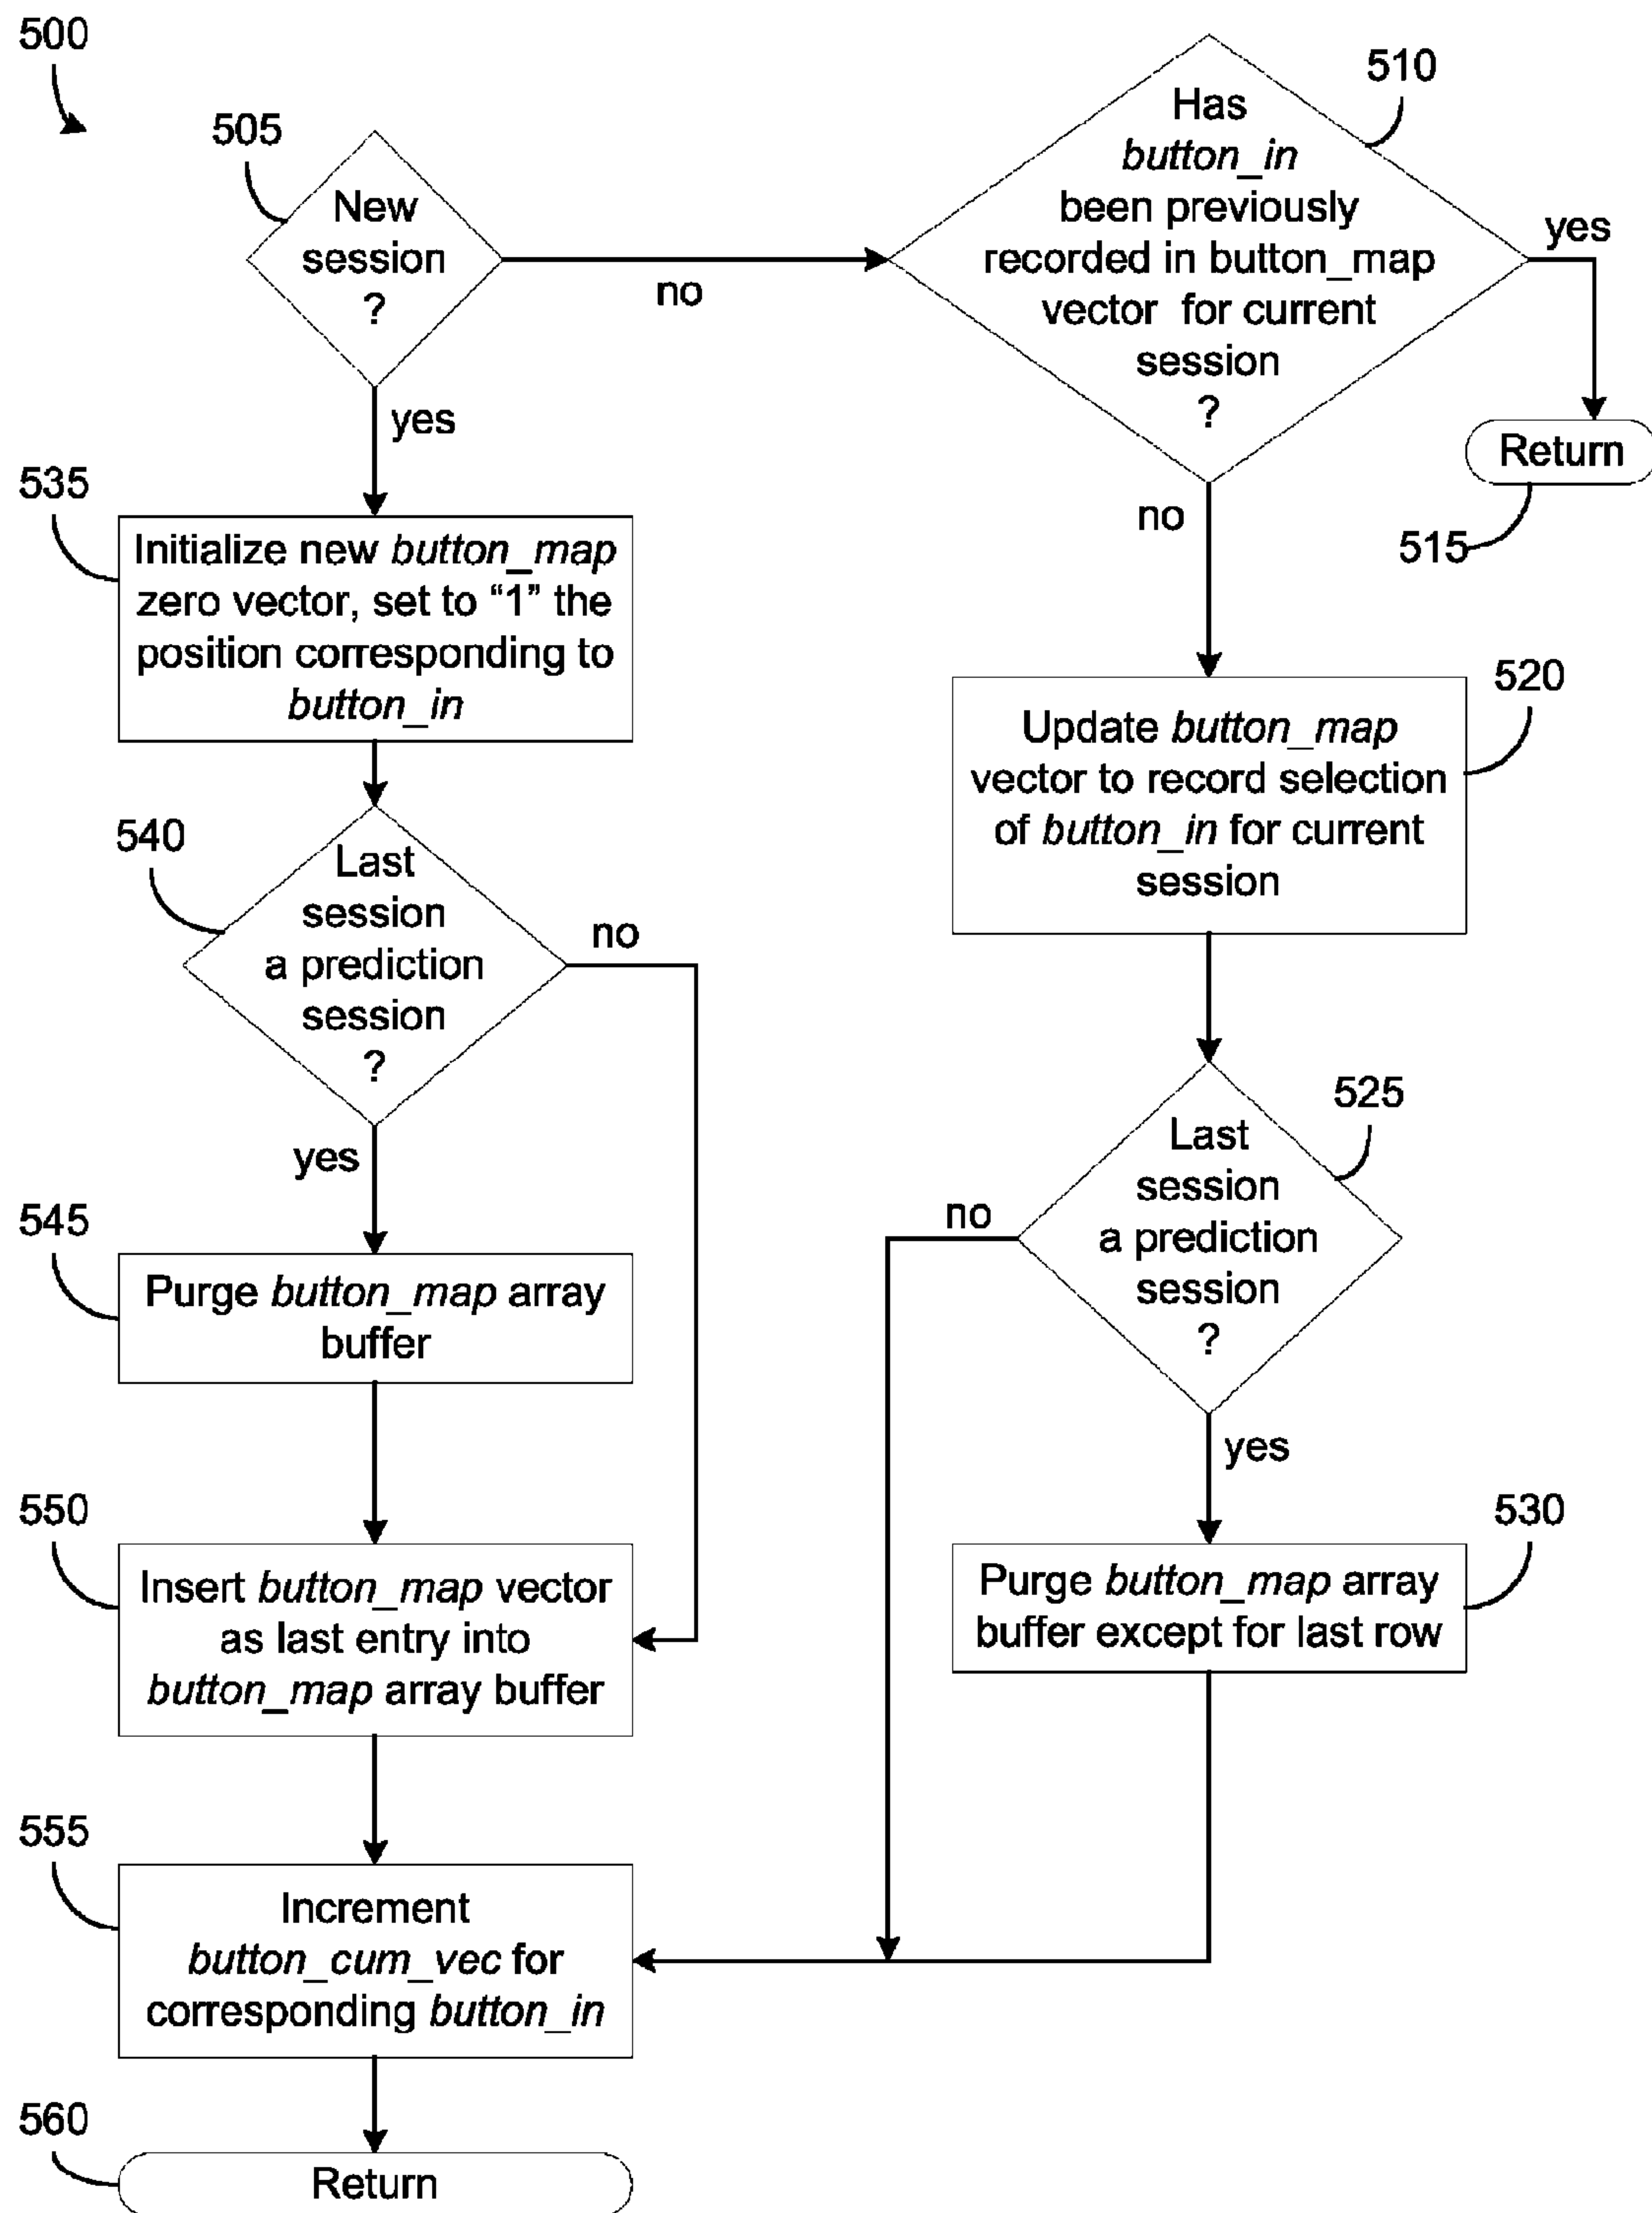 500
505
New
session
?
no
yes
510
Has
button_in
been previously
recorded in button_map
vector for current
session
?
yes
Return
515
no
535
Initialize new button_map
zero vector, set to “1” the
position corresponding to
button_in
520
Update button_map
vector to record selection
of button_in for current
session
540
Last
session
a prediction
session
?
no
yes
525
Last
session
a prediction
session
?
no
yes
545
Purge button_map array
buffer
530
Purge button_map array
buffer except for last row
550
Insert button_map vector
as last entry into
button_map array buffer
555
Increment
button_cum_vec for
corresponding button_in
560
Return